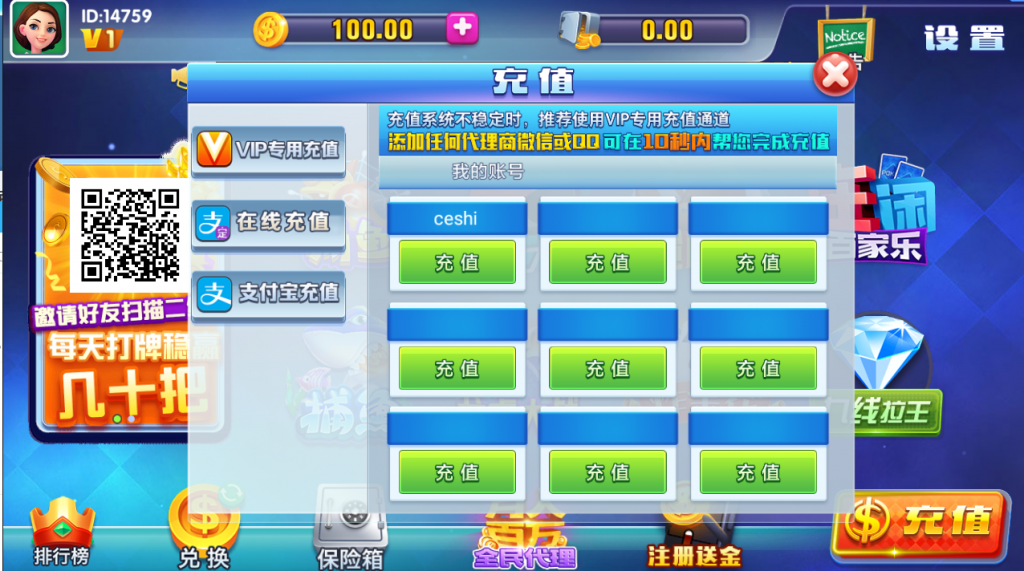 ID:14759
V1
100.00
0.00
Notice
告
设置
充值
VIP专用充值
在线充值
定
支付宝充值
充值系统不稳定时，推荐使用VIP专用充值通道
添加任何代理商微信或QQ可在10秒内帮您完成充值
我的账号
ceshi
充值
充值
充值
充值
充值
充值
充值
充值
充值
邀请好友扫描二
每天打牌稳赢
几十把
闲
百家乐
捕
线拉王
排行榜
兑换
保险箱
百万
全民代理
注册送金
充值